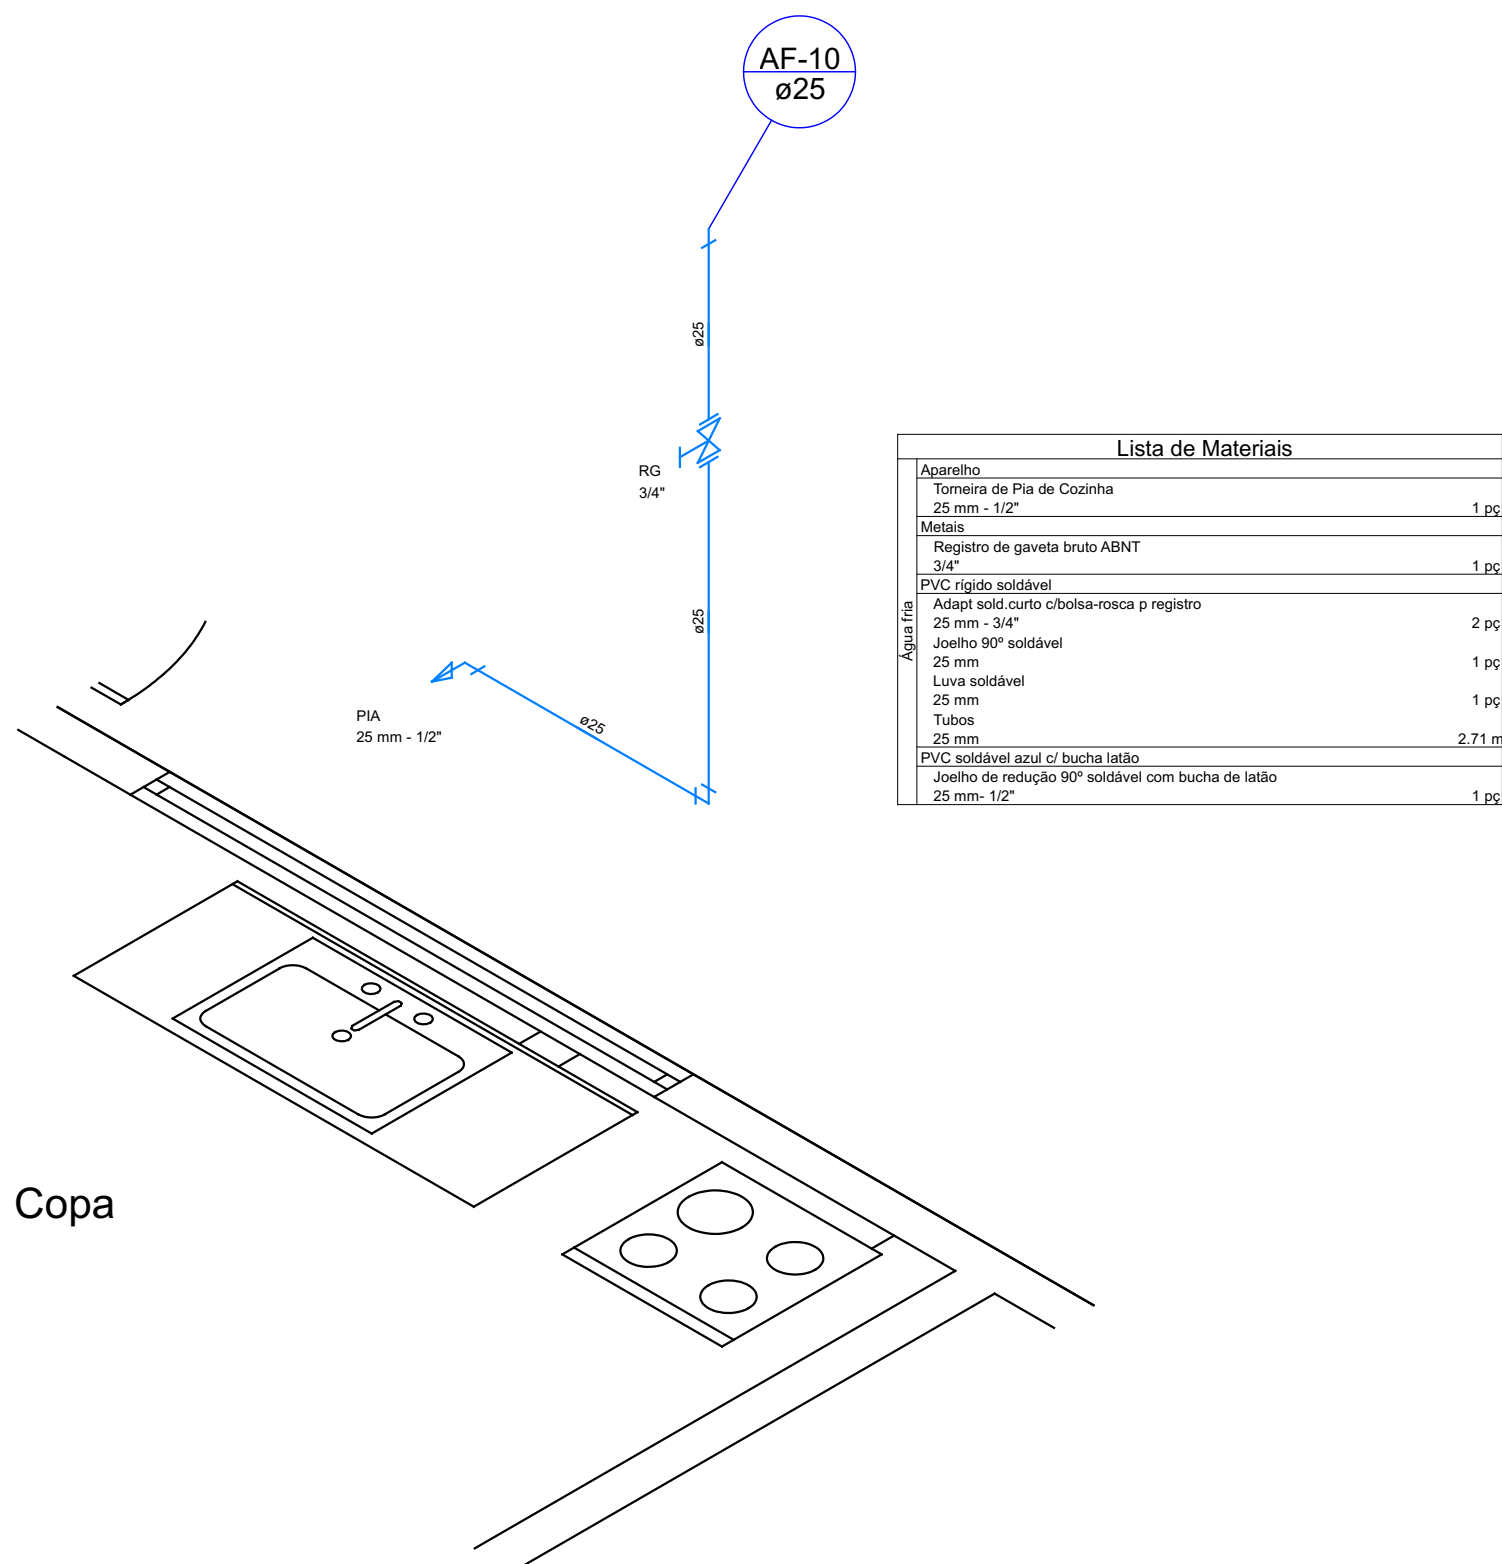 AF-10
ø25
ø25
RG
3/4"
ø25
PIA
25 mm - 1/2"
ø25
Lista de Materiais
Água fria
Aparelho
Torneira de Pia de Cozinha
25 mm - 1/2" 1 pç
Metais
Registro de gaveta bruto ABNT
3/4" 1 pç
PVC rígido soldável
Adapt sold.curto c/bolsa-rosca p registro
25 mm - 3/4" 2 pç
Joelho 90º soldável
25 mm 1 pç
Luva soldável
25 mm 1 pç
Tubos
25 mm 2.71 m
PVC soldável azul c/ bucha latão
Joelho de redução 90º soldável com bucha de latão
25 mm- 1/2" 1 pç
Copa